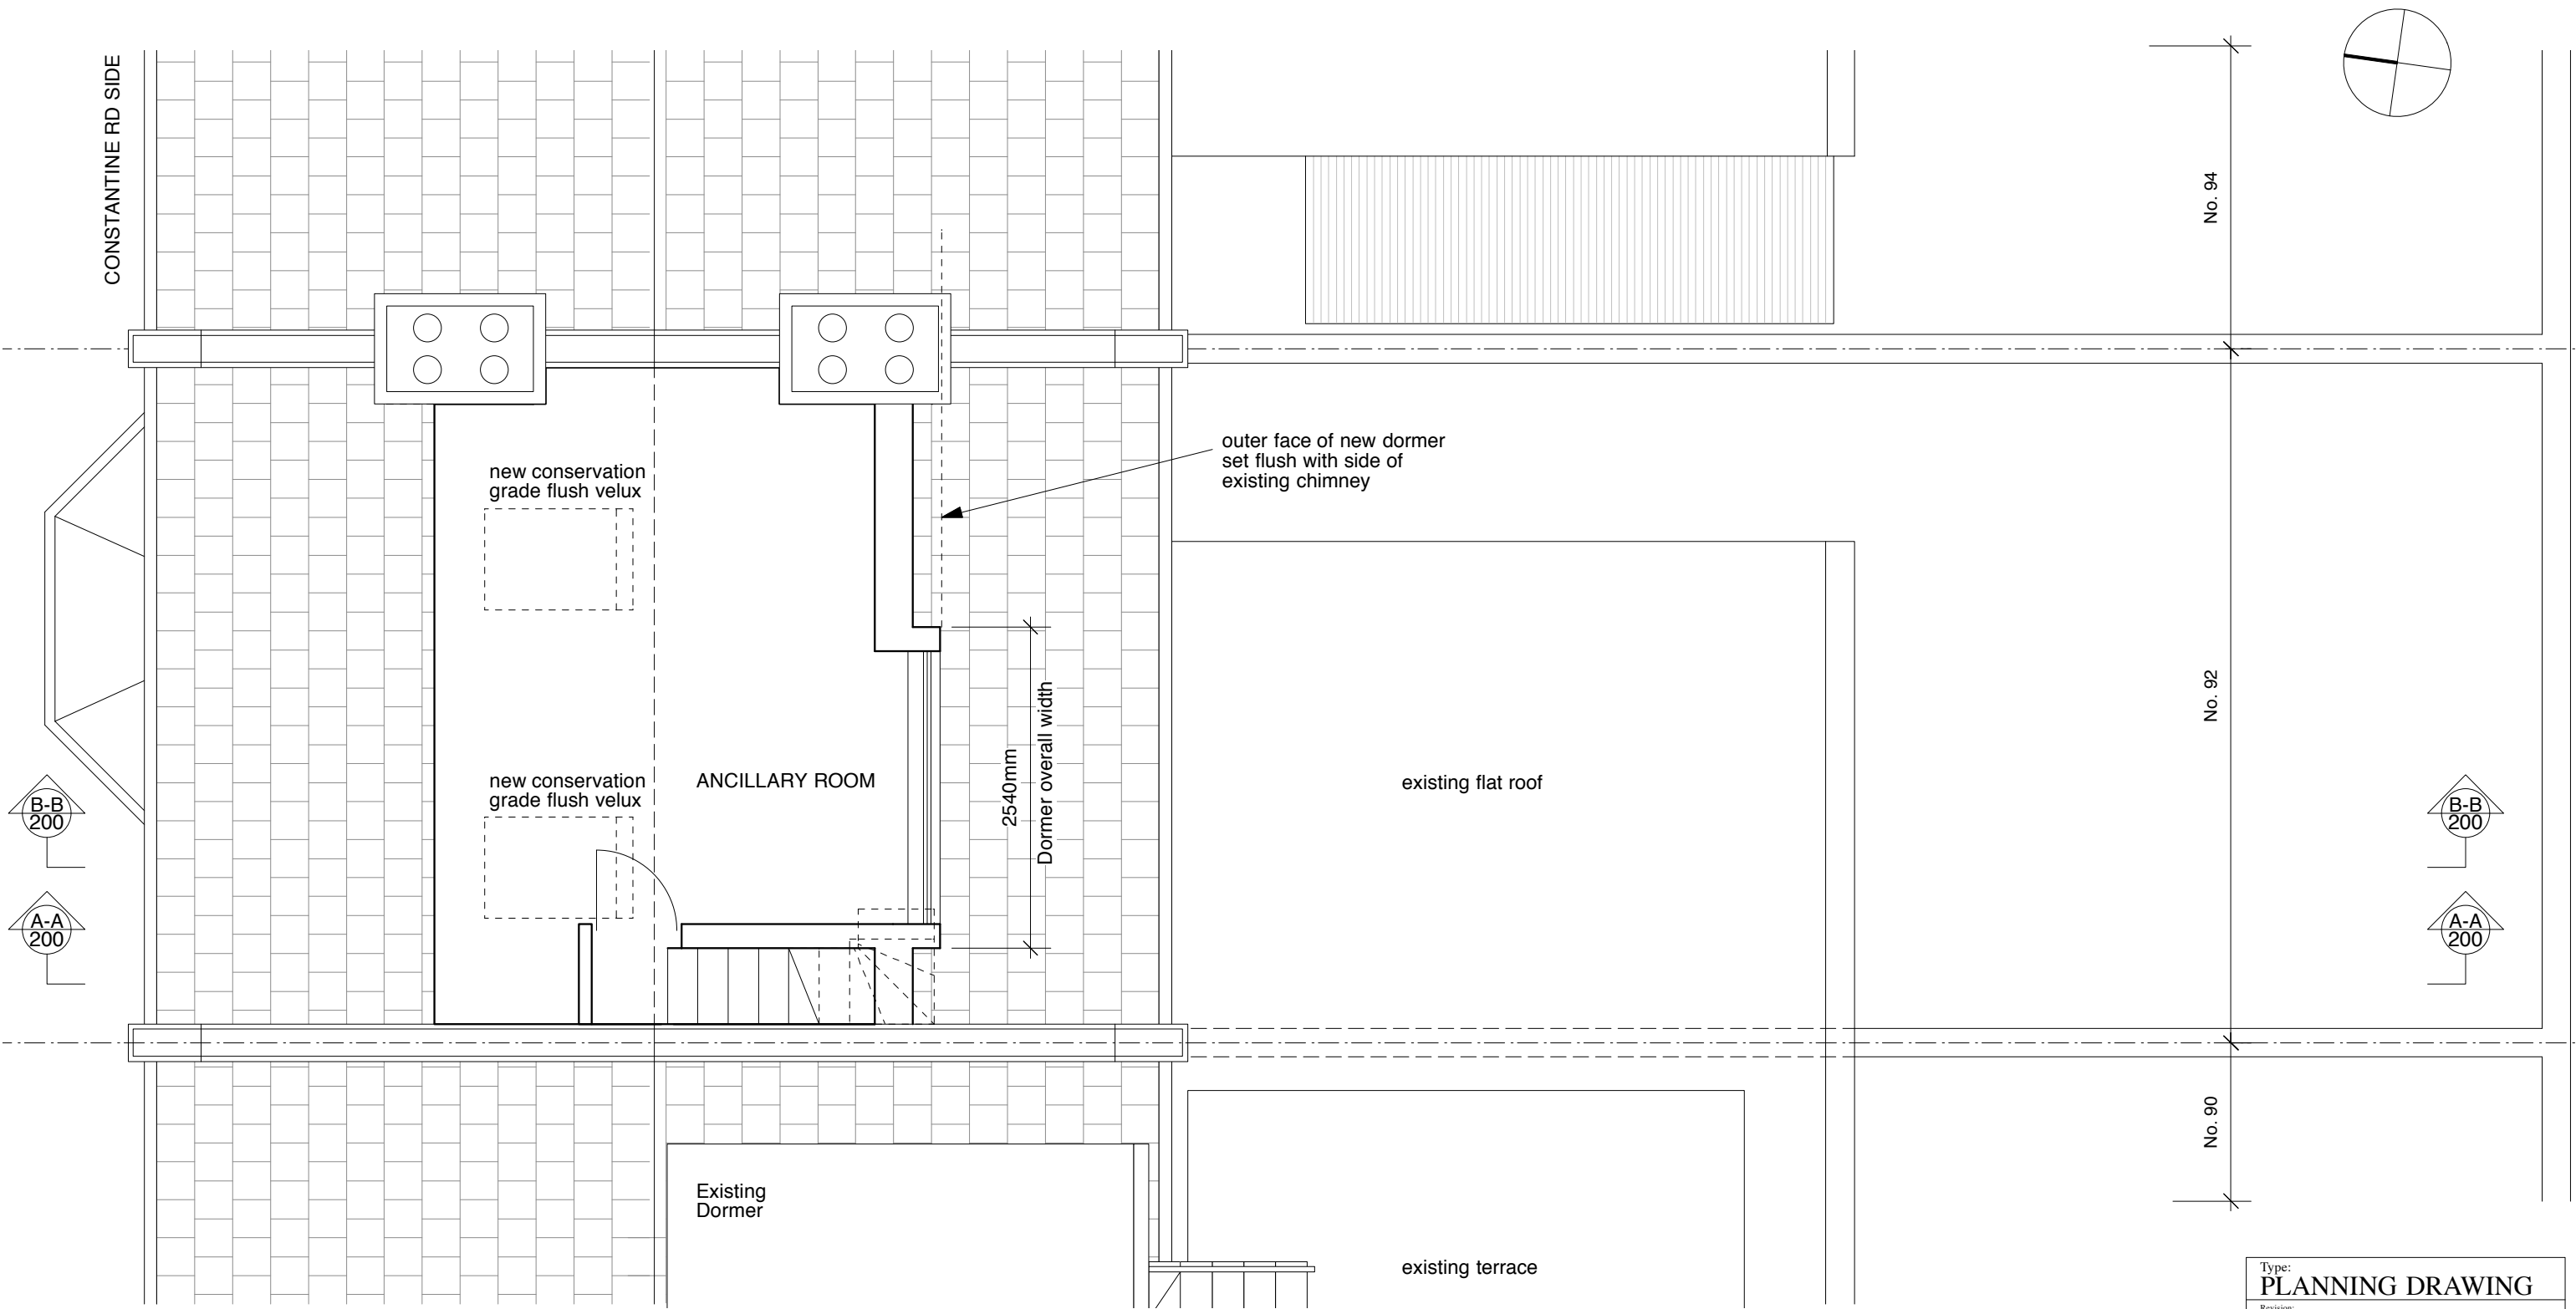 CONSTANTINE RD SIDE
No. 94
outer face of new dormer
set flush with side of
existing chimney
new conservation
grade flush velux
No. 92
2540mm
Dormer overall width
new conservation
grade flush velux
ANCILLARY ROOM
existing flat roof
B-B
200
B-B
200
A-A
200
A-A
200
No. 90
Existing
Dormer
existing terrace
Type:
PLANNING DRAWING
Revision: